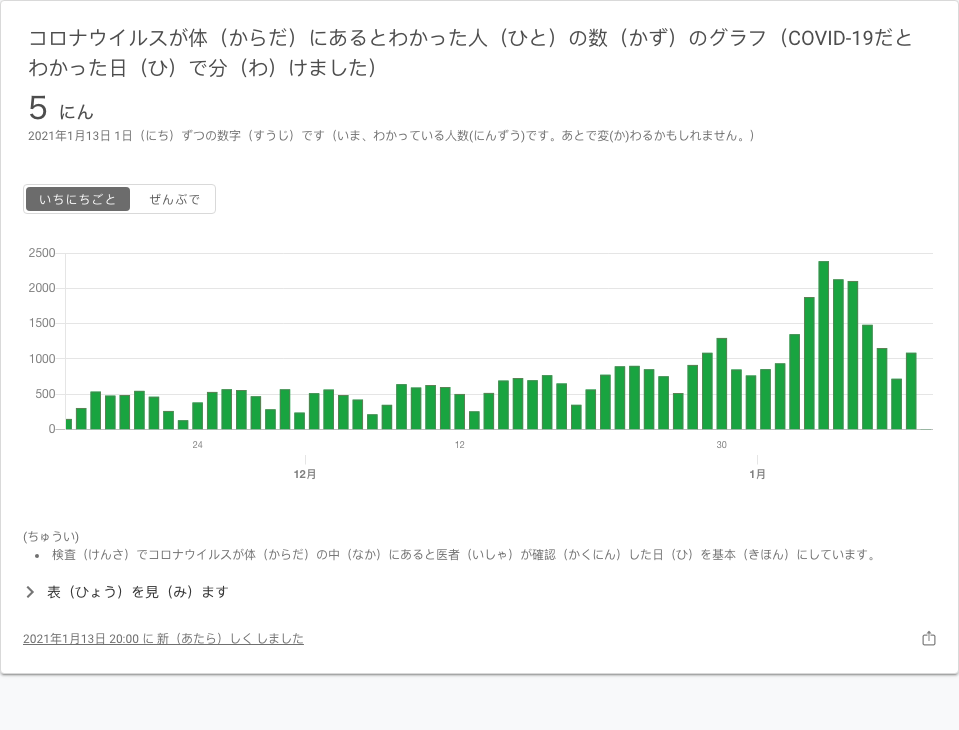 コロナウイルスが体（からだ）にあるとわかった人（ひと）の数（かず）のグラフ（COVID-19だと
わかった日（ひ）で分（わ）けました）
5 にん
2021年1月13日 1日（にち）ずつの数字（すうじ）です（いま、わかっている人数(にんずう)です。あとで変(か)わるかもしれません。）
いちにちごと ぜんぶで
2500
2000
1500
1000
500
0
24 12 30
12月 1月
(ちゅうい)
• 検査（けんさ）でコロナウイルスが体（からだ）の中（なか）にあると医者（いしゃ）が確認（かくにん）した日（ひ）を基本（きほん）にしています。
表（ひょう）を見（み）ます
2021年1月13日 20:00 に 新（あたら）しく しました